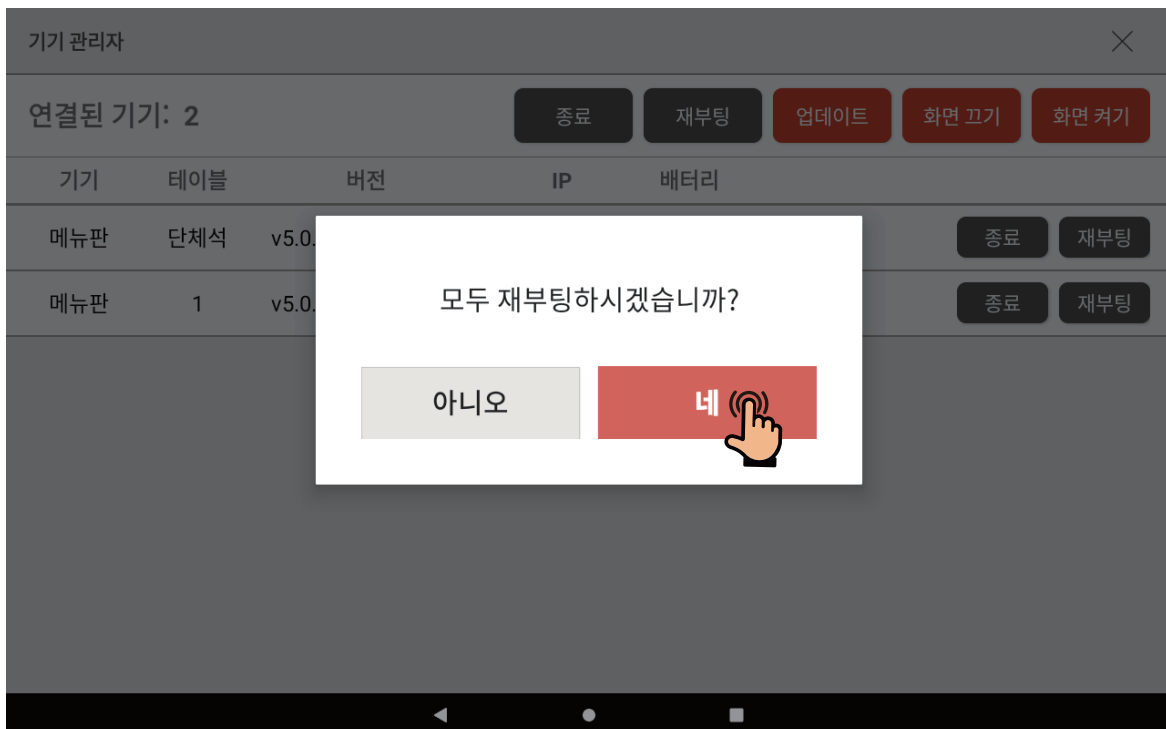 기기 관리자
연결된 기기: 2
종료 재부팅 업데이트 화면 끄기 화면 켜기
기기 테이블 버전 IP 배터리
메뉴판 단체석 v5.0. 종료 재부팅
메뉴판 1 v5.0. 종료 재부팅
모두 재부팅하시겠습니까?
아니오 네